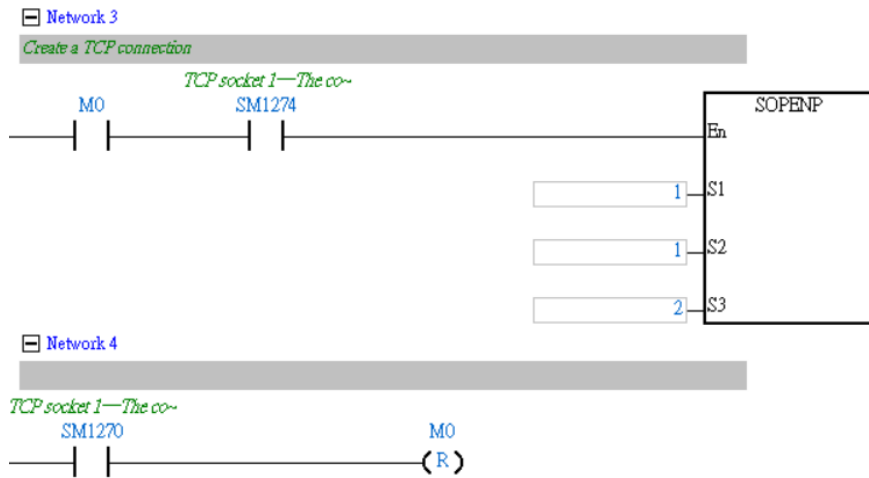 Network 3
Create a TCP connection
TCP socket 1—The co~
M0 SM1274 SOPENP
En
1 S1
1 S2
2 S3
Network 4
TCP socket 1—The co~
SM1270 M0
R